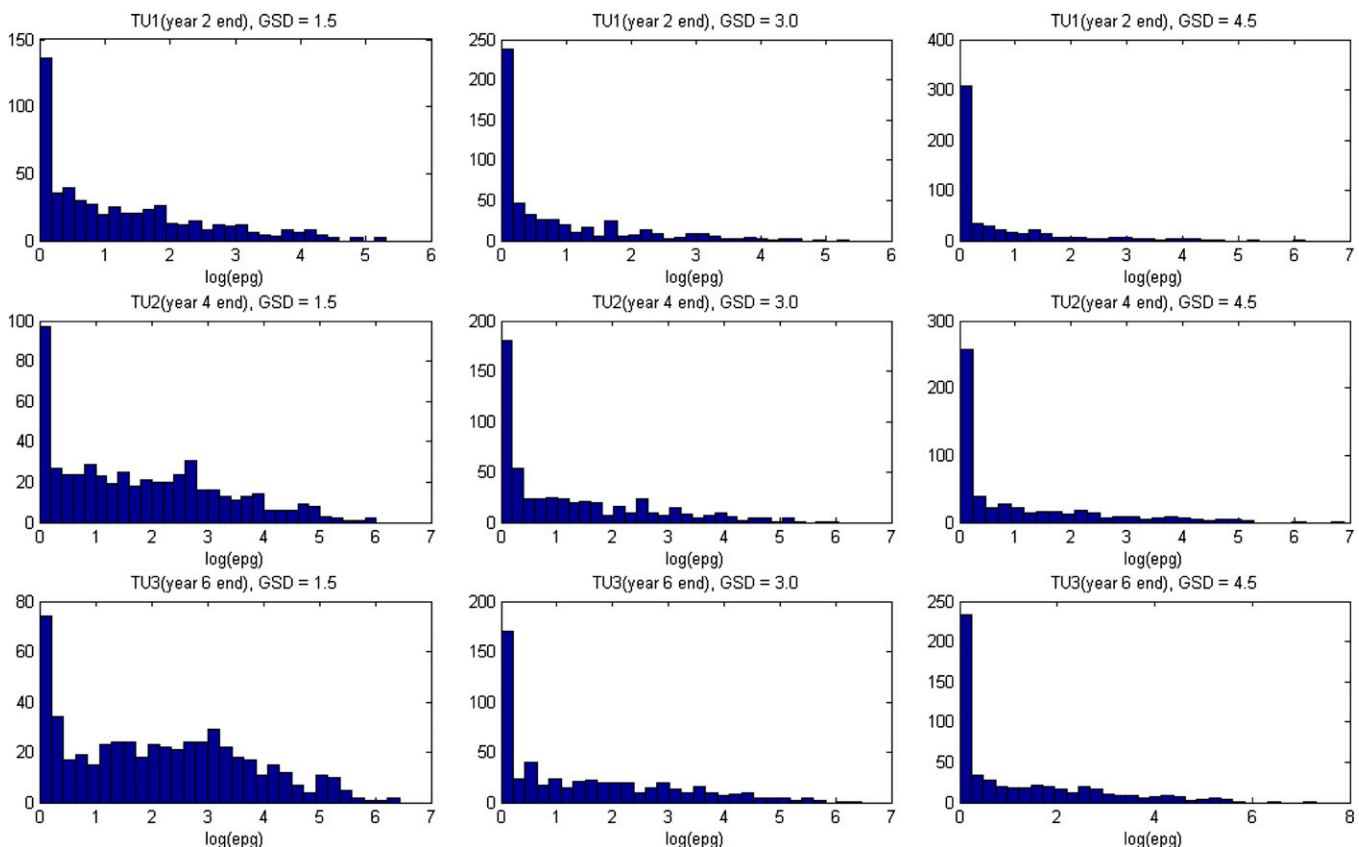 TU1(year 2 end), GSD = 1.5
150
100
50
0
0 1 2 3 4 5 6
log(epg)
TU1(year 2 end), GSD = 3.0
250
200
150
100
50
0
0 1 2 3 4 5 6
log(epg)
TU1(year 2 end), GSD = 4.5
400
300
200
100
0
0 1 2 3 4 5 6 7
log(epg)
TU2(year 4 end), GSD = 1.5
100
80
60
40
20
0
0 1 2 3 4 5 6 7
log(epg)
TU2(year 4 end), GSD = 3.0
200
150
100
50
0
0 1 2 3 4 5 6 7
log(epg)
TU2(year 4 end), GSD = 4.5
300
200
100
0
0 1 2 3 4 5 6 7
log(epg)
TU3(year 6 end), GSD = 1.5
80
60
40
20
0
0 1 2 3 4 5 6 7
log(epg)
TU3(year 6 end), GSD = 3.0
200
150
100
50
0
0 1 2 3 4 5 6 7
log(epg)
TU3(year 6 end), GSD = 4.5
250
200
150
100
50
0
0 2 4 6 8
log(epg)